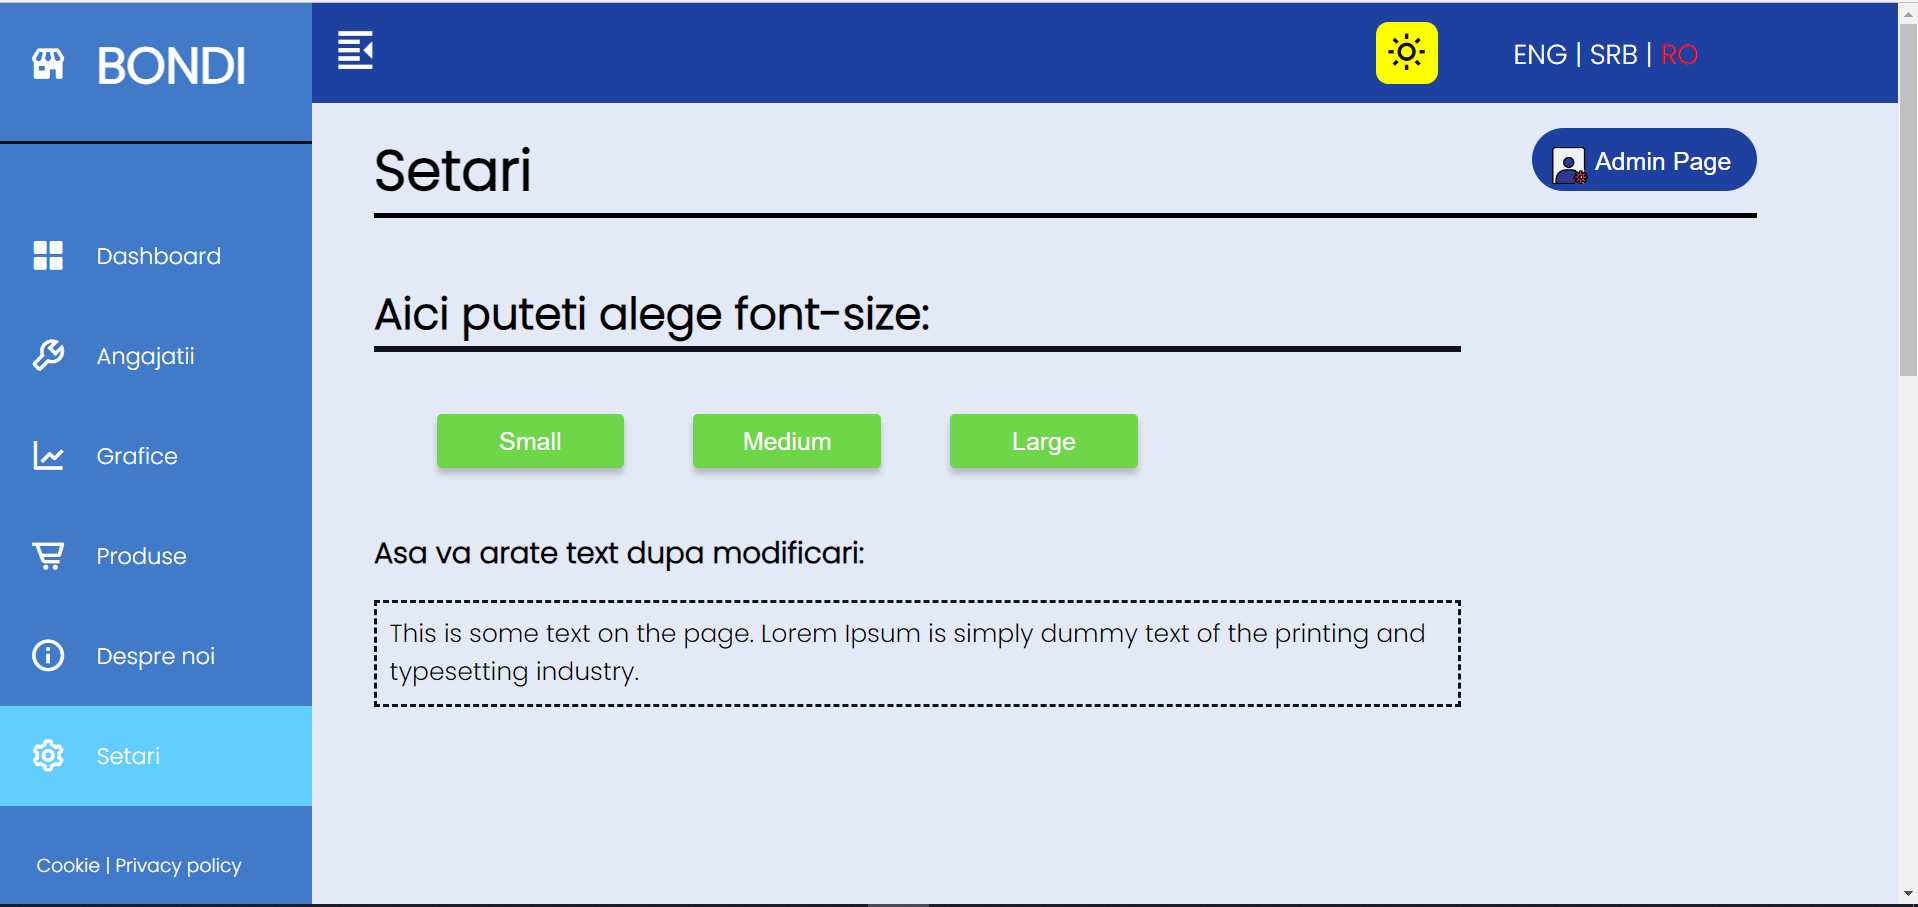 BONDI
ENG | SRB | RO
Setari
Admin Page
Dashboard
Angajatii
Grafice
Produse
Despre noi
Setari
Cookie | Privacy policy
Aici puteti alege font-size:
Small
Medium
Large
Asa va arate text dupa modificari:
This is some text on the page. Lorem Ipsum is simply dummy text of the printing and
typesetting industry.